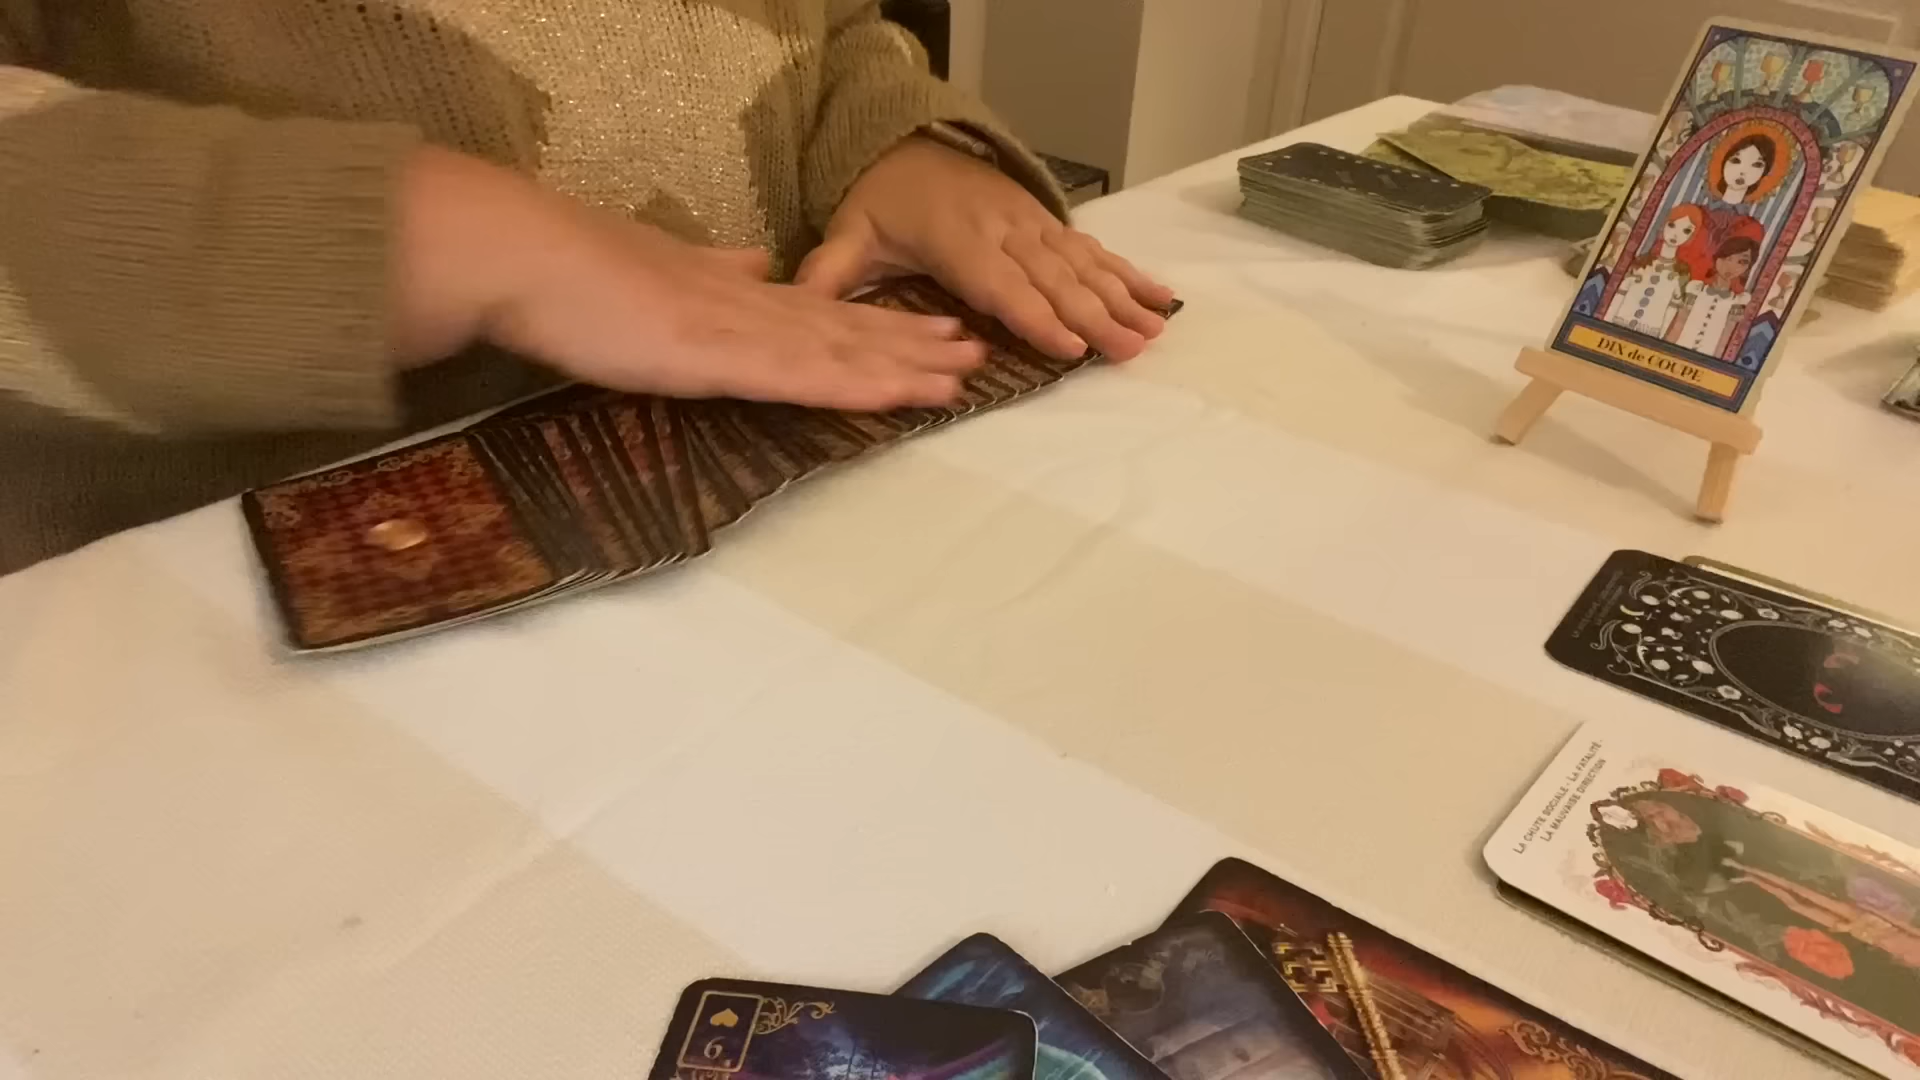 DIX de COUPE
LA CHUTE SOCIALE - LA FATALITÉ -
LA MAUVAISE DIRECTION
6